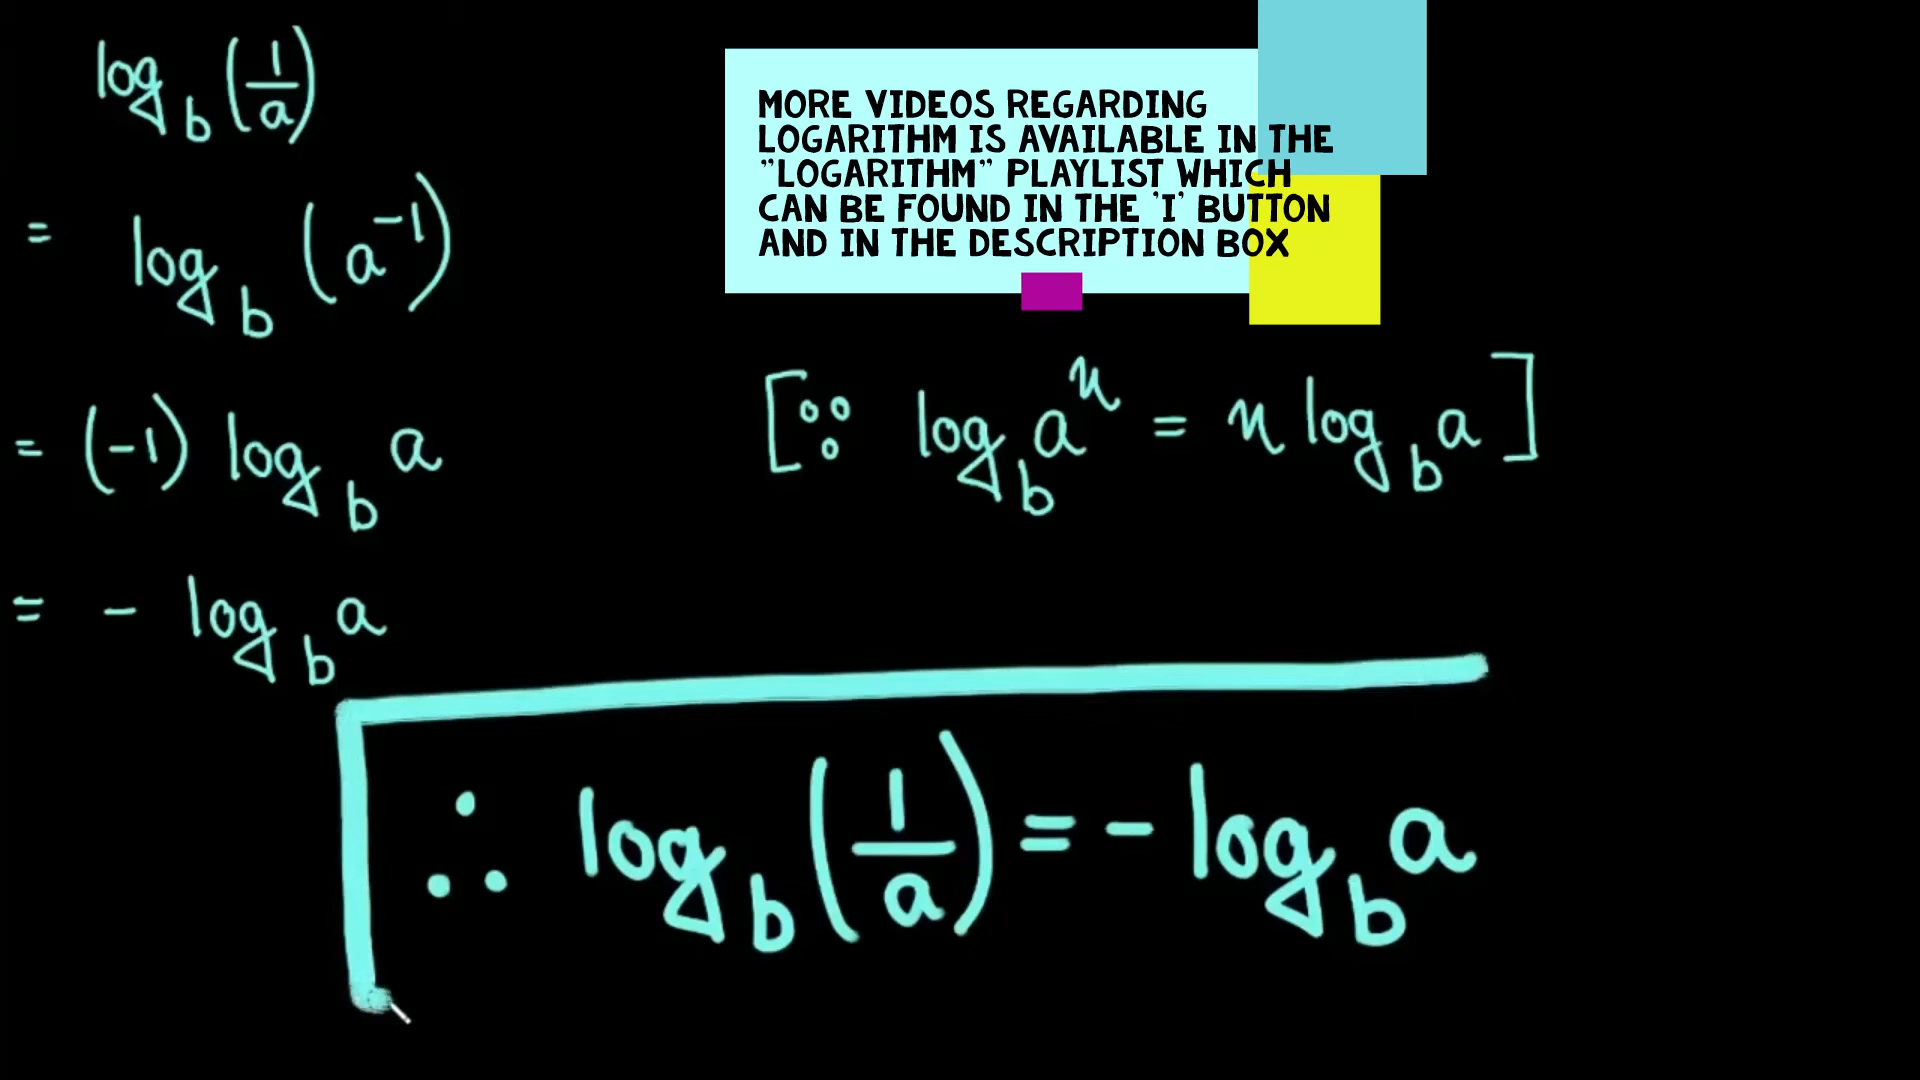 log_b (1/a)
= log_b (a⁻¹)
= (-1) log_b a
= - log_b a
MORE VIDEOS REGARDING
LOGARITHM IS AVAILABLE IN THE
"LOGARITHM" PLAYLIST WHICH
CAN BE FOUND IN THE 'I' BUTTON
AND IN THE DESCRIPTION BOX
[∵ log_b aⁿ = n log_b a]
∴ log_b (1/a) = - log_b a